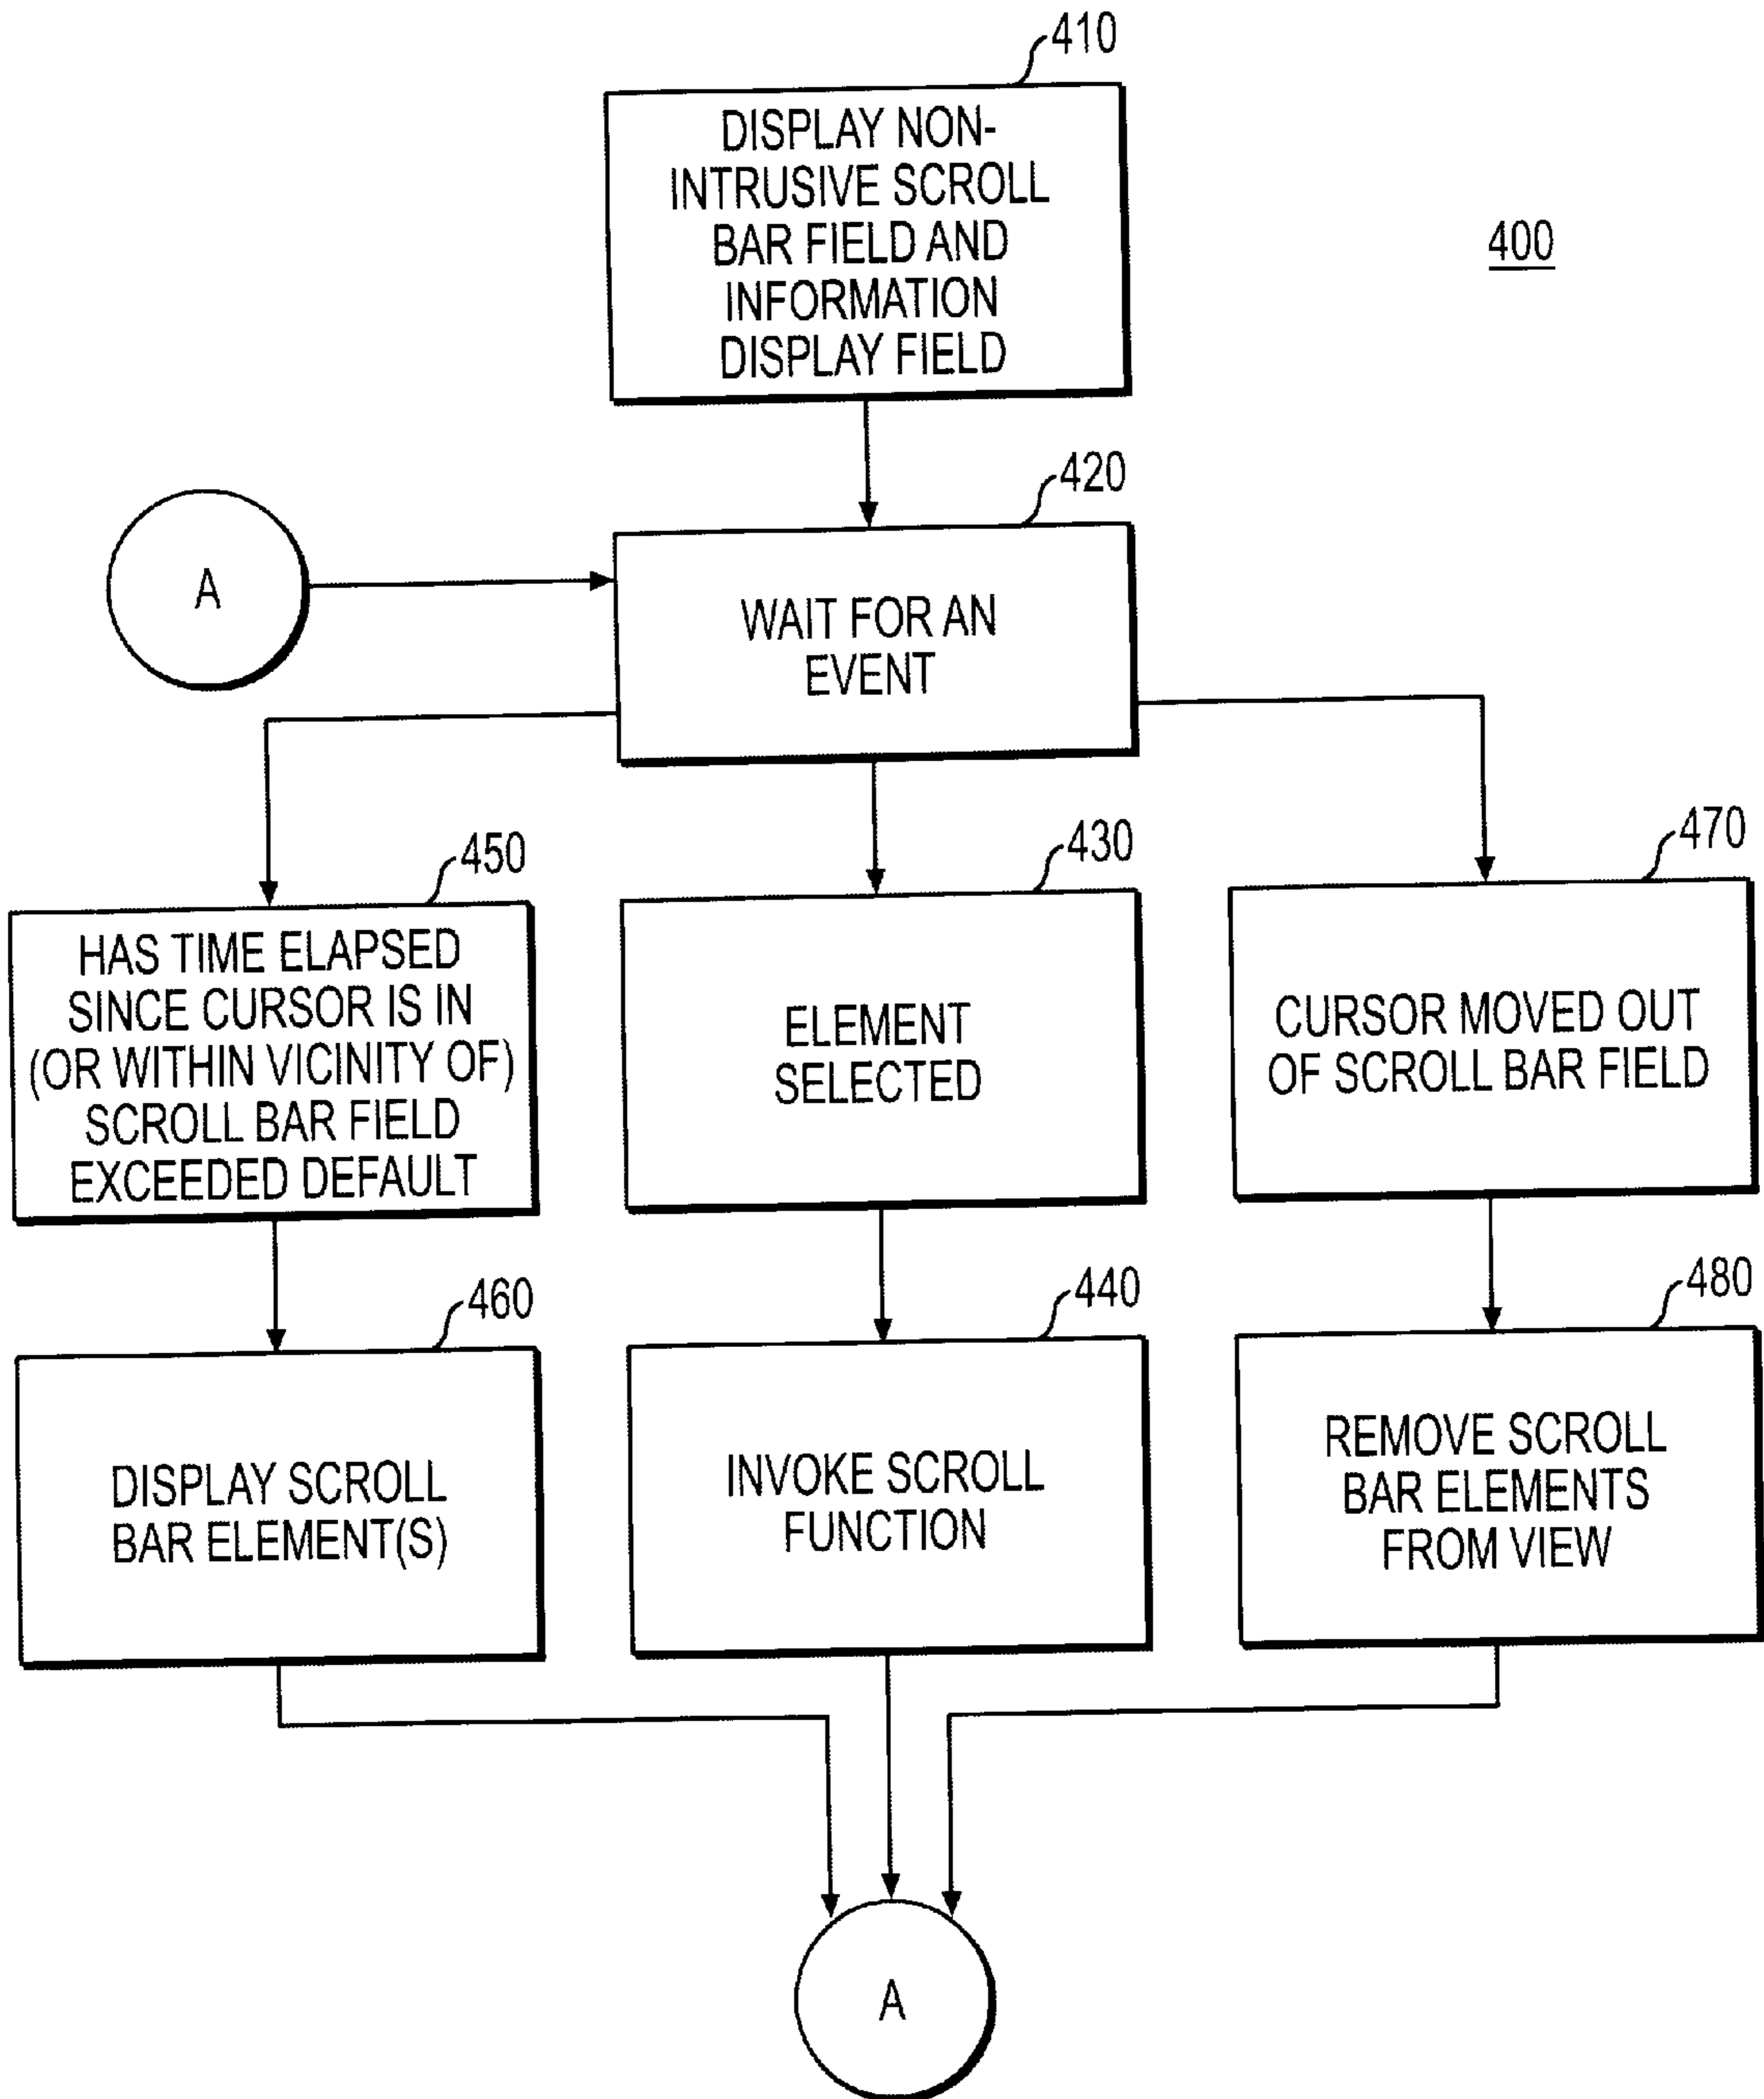 410
DISPLAY NON-
INTRUSIVE SCROLL
BAR FIELD AND
INFORMATION
DISPLAY FIELD
400
420
A
WAIT FOR AN
EVENT
450
HAS TIME ELAPSED
SINCE CURSOR IS IN
(OR WITHIN VICINITY OF)
SCROLL BAR FIELD
EXCEEDED DEFAULT
430
ELEMENT
SELECTED
470
CURSOR MOVED OUT
OF SCROLL BAR FIELD
460
DISPLAY SCROLL
BAR ELEMENT(S)
440
INVOKE SCROLL
FUNCTION
480
REMOVE SCROLL
BAR ELEMENTS
FROM VIEW
A